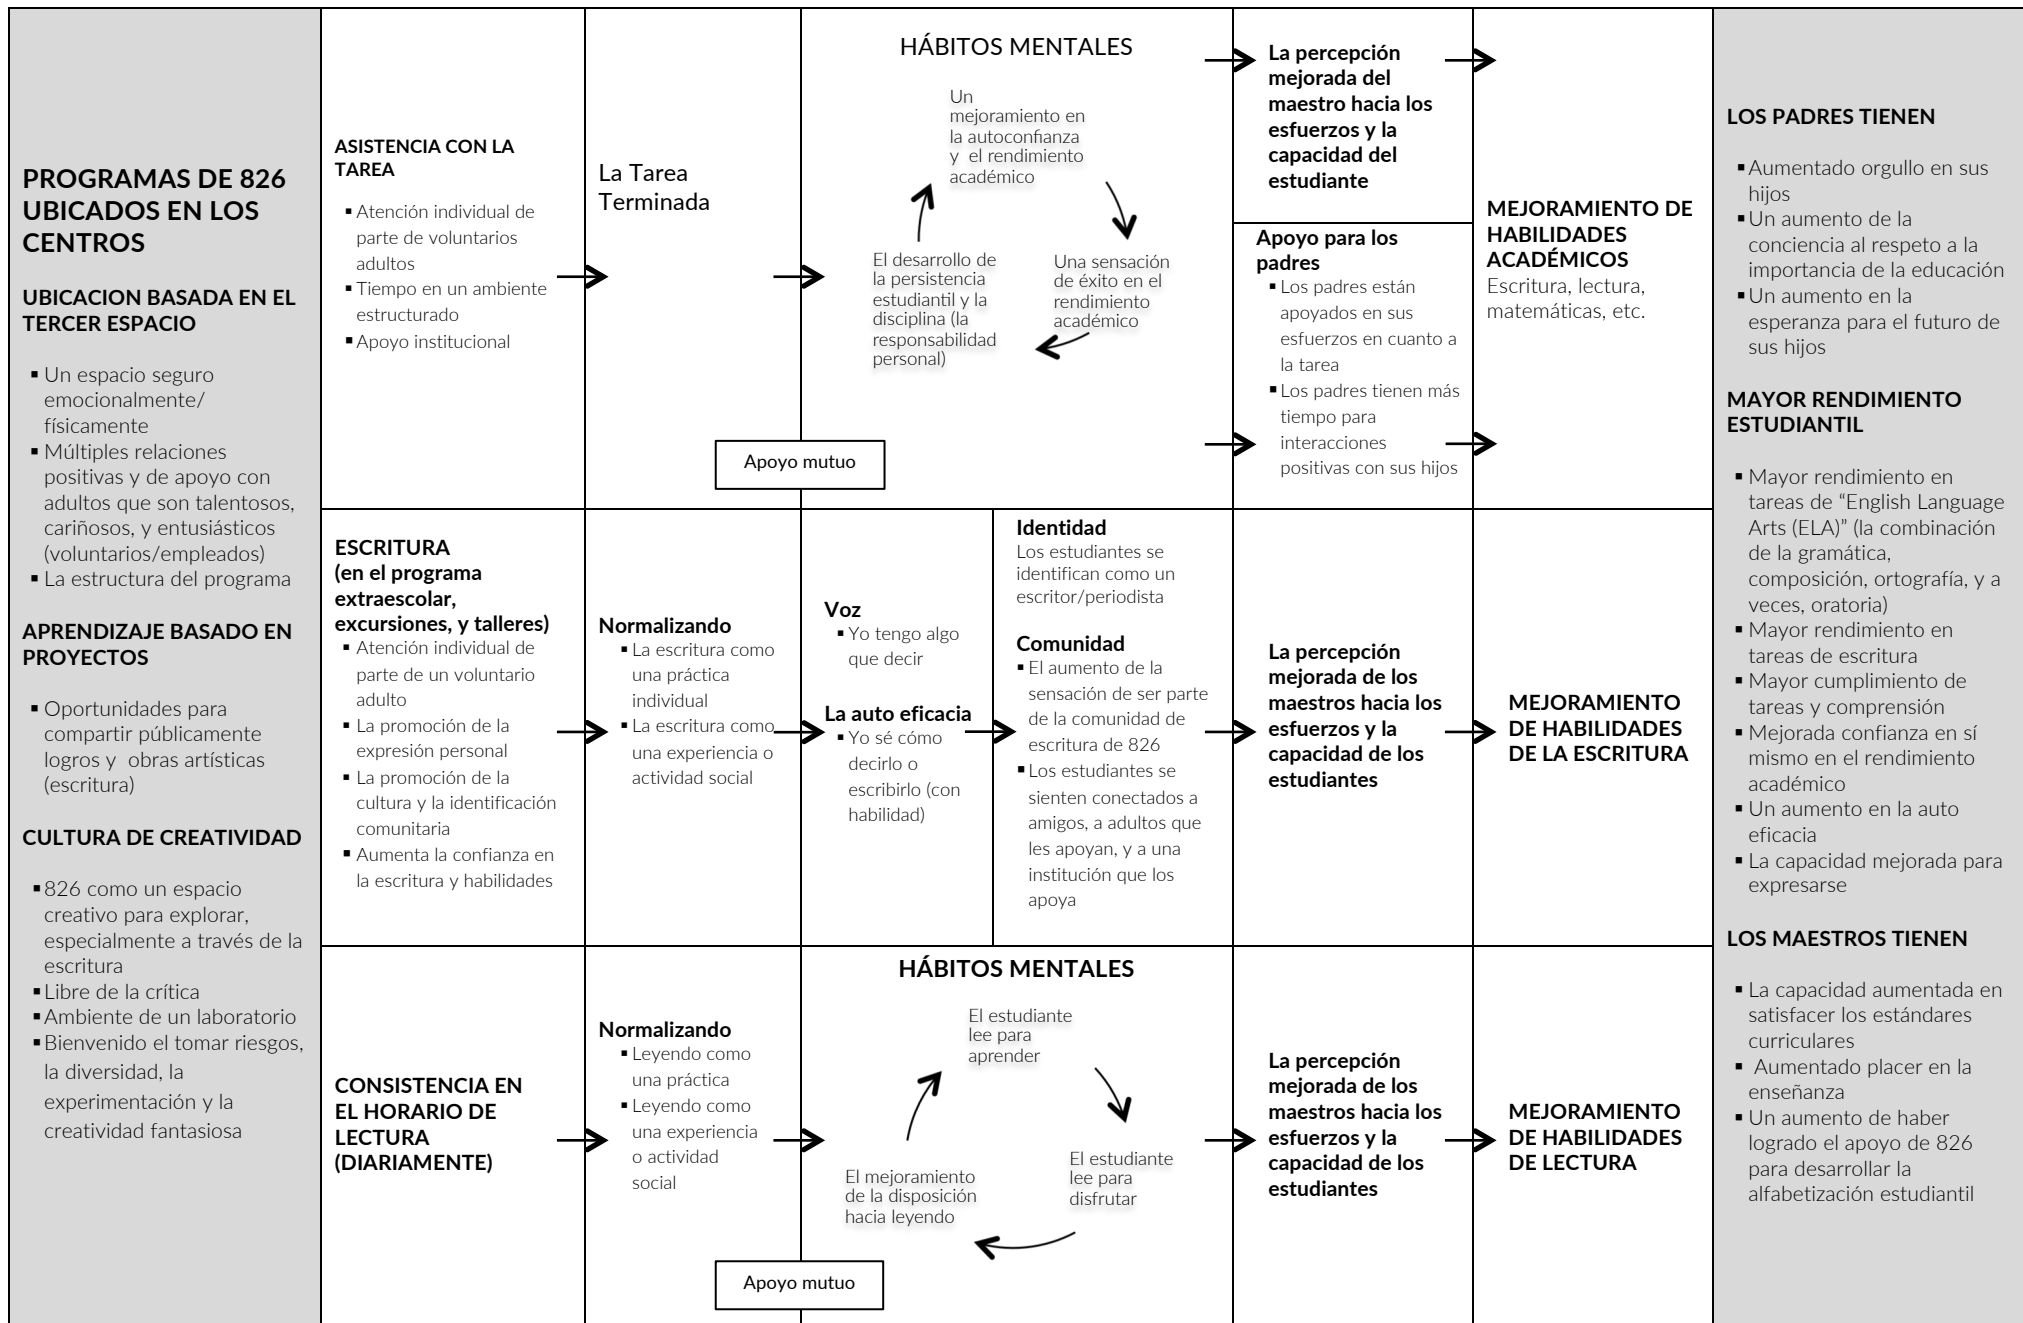 PROGRAMAS DE 826
UBICADOS EN LOS
CENTROS
UBICACION BASADA EN EL
TERCER ESPACIO
▪ Un espacio seguro
emocionalmente/
físicamente
▪ Múltiples relaciones
positivas y de apoyo con
adultos que son talentosos,
cariñosos, y entusiásticos
(voluntarios/empleados)
▪ La estructura del programa
APRENDIZAJE BASADO EN
PROYECTOS
▪ Oportunidades para
compartir públicamente
logros y obras artísticas
(escritura)
CULTURA DE CREATIVIDAD
▪ 826 como un espacio
creativo para explorar,
especialmente a través de la
escritura
▪ Libre de la crítica
▪ Ambiente de un laboratorio
▪ Bienvenido el tomar riesgos,
la diversidad, la
experimentación y la
creatividad fantasiosa
ASISTENCIA CON LA
TAREA
▪ Atención individual de
parte de voluntarios
adultos
▪ Tiempo en un ambiente
estructurado
▪ Apoyo institucional
La Tarea
Terminada
HÁBITOS MENTALES
Un
mejoramiento en
la autoconfianza
y el rendimiento
académico
Una sensación
de éxito en el
rendimiento
académico
El desarrollo de
la persistencia
estudiantil y la
disciplina (la
responsabilidad
personal)
Apoyo mutuo
La percepción
mejorada del
maestro hacia los
esfuerzos y la
capacidad del
estudiante
Apoyo para los
padres
▪ Los padres están
apoyados en sus
esfuerzos en cuanto a
la tarea
▪ Los padres tienen más
tiempo para
interacciones
positivas con sus hijos
MEJORAMIENTO DE
HABILIDADES
ACADÉMICOS
Escritura, lectura,
matemáticas, etc.
ESCRITURA
(en el programa
extraescolar,
excursiones, y talleres)
▪ Atención individual de
parte de un voluntario
adulto
▪ La promoción de la
expresión personal
▪ La promoción de la
cultura y la identificación
comunitaria
▪ Aumenta la confianza en
la escritura y habilidades
Normalizando
▪ La escritura como
una práctica
individual
▪ La escritura como
una experiencia o
actividad social
Voz
▪ Yo tengo algo
que decir
La auto eficacia
▪ Yo sé cómo
decirlo o
escribirlo (con
habilidad)
Identidad
Los estudiantes se
identifican como un
escritor/periodista
Comunidad
▪ El aumento de la
sensación de ser parte
de la comunidad de
escritura de 826
▪ Los estudiantes se
sienten conectados a
amigos, a adultos que
les apoyan, y a una
institución que los
apoya
La percepción
mejorada de los
maestros hacia los
esfuerzos y la
capacidad de los
estudiantes
MEJORAMIENTO
DE HABILIDADES
DE LA ESCRITURA
CONSISTENCIA EN
EL HORARIO DE
LECTURA
(DIARIAMENTE)
Normalizando
▪ Leyendo como
una práctica
▪ Leyendo como
una experiencia
o actividad
social
HÁBITOS MENTALES
El estudiante
lee para
aprender
El estudiante
lee para
disfrutar
El mejoramiento
de la disposición
hacia leyendo
Apoyo mutuo
La percepción
mejorada de los
maestros hacia los
esfuerzos y la
capacidad de los
estudiantes
MEJORAMIENTO
DE HABILIDADES
DE LECTURA
LOS PADRES TIENEN
▪ Aumentado orgullo en sus
hijos
▪ Un aumento de la
conciencia al respeto a la
importancia de la educación
▪ Un aumento en la
esperanza para el futuro de
sus hijos
MAYOR RENDIMIENTO
ESTUDIANTIL
▪ Mayor rendimiento en
tareas de “English Language
Arts (ELA)” (la combinación
de la gramática,
composición, ortografía, y a
veces, oratoria)
▪ Mayor rendimiento en
tareas de escritura
▪ Mayor cumplimiento de
tareas y comprensión
▪ Mejorada confianza en sí
mismo en el rendimiento
académico
▪ Un aumento en la auto
eficacia
▪ La capacidad mejorada para
expresarse
LOS MAESTROS TIENEN
▪ La capacidad aumentada en
satisfacer los estándares
curriculares
▪ Aumentado placer en la
enseñanza
▪ Un aumento de haber
logrado el apoyo de 826
para desarrollar la
alfabetización estudiantil